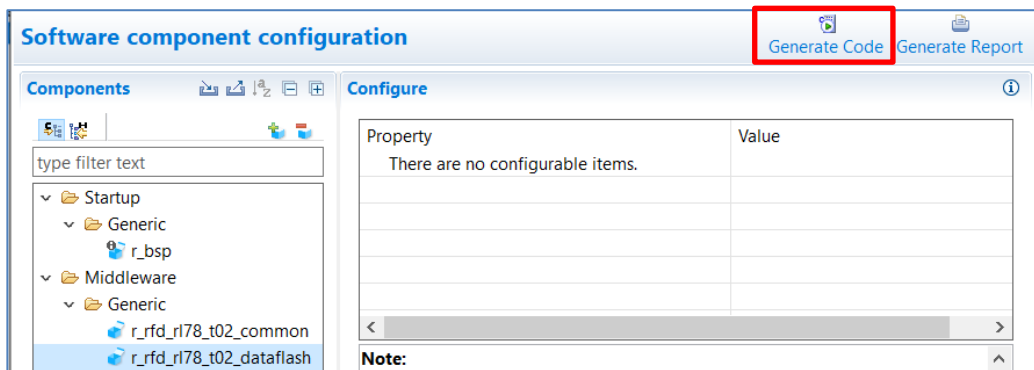 Software component configuration
Generate Code Generate Report
Components
Configure
type filter text
Startup
Generic
r_bsp
Middleware
Generic
r_rfd_rl78_t02_common
r_rfd_rl78_t02_dataflash
Property Value
There are no configurable items.
Note: